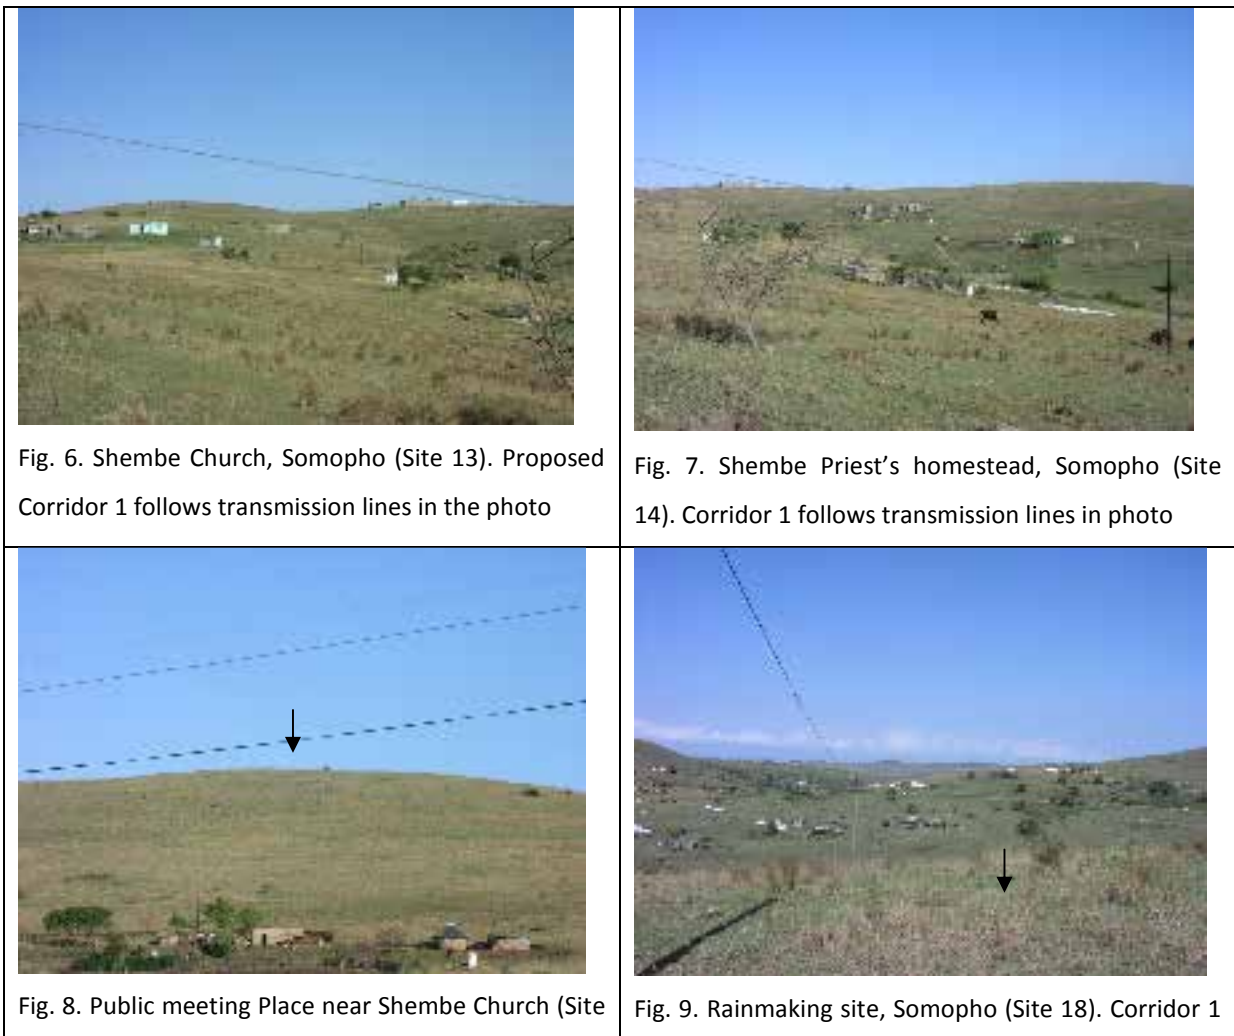 Fig. 6. Shembe Church, Somopho (Site 13). Proposed
Corridor 1 follows transmission lines in the photo
Fig. 7. Shembe Priest’s homestead, Somopho (Site
14). Corridor 1 follows transmission lines in photo
Fig. 8. Public meeting Place near Shembe Church (Site
Fig. 9. Rainmaking site, Somopho (Site 18). Corridor 1